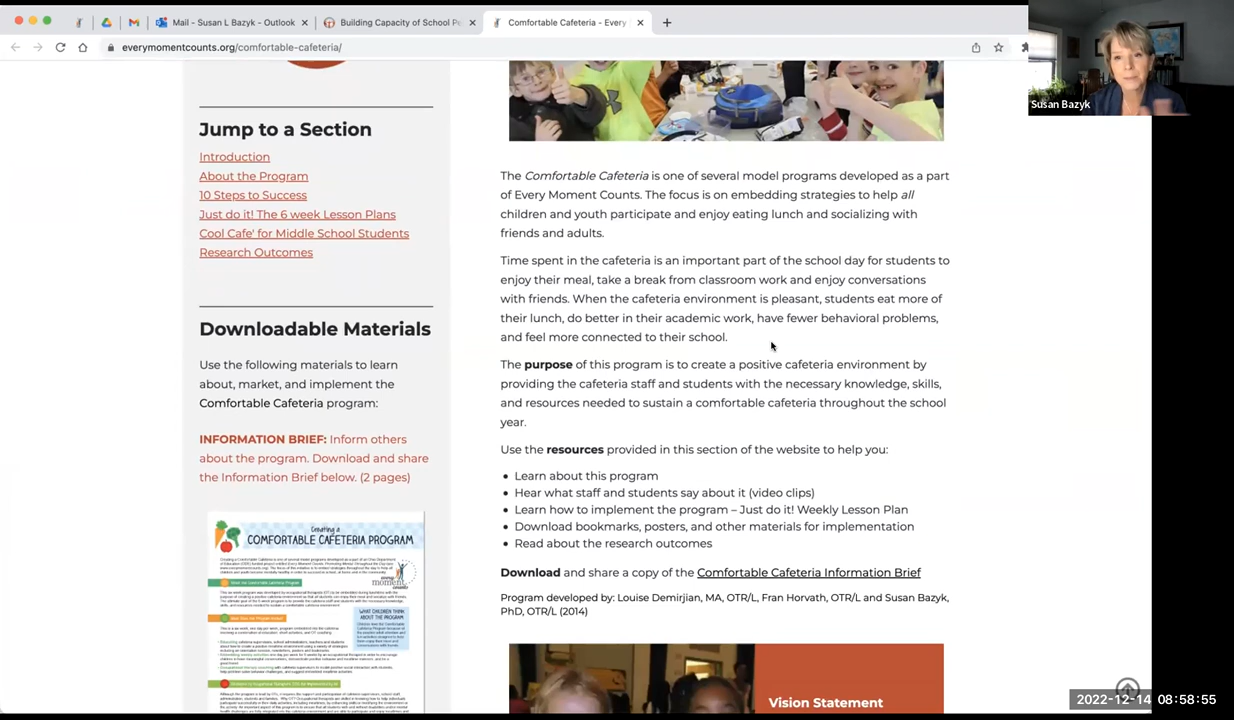 Mail - Susan L Bazyk - Outlook
Building Capacity of School Pe
Comfortable Cafeteria - Every
everymomentcounts.org/comfortable-cafeteria/
Susan Bazyk
Jump to a Section
Introduction
About the Program
10 Steps to Success
Just do it! The 6 week Lesson Plans
Cool Cafe' for Middle School Students
Research Outcomes
Downloadable Materials
Use the following materials to learn
about, market, and implement the
Comfortable Cafeteria program:
INFORMATION BRIEF: Inform others
about the program. Download and share
the Information Brief below. (2 pages)
Creating a
COMFORTABLE CAFETERIA PROGRAM
every
moment
counts
WHAT CHILDREN THINK
ABOUT THE PROGRAM
The Comfortable Cafeteria is one of several model programs developed as a part
of Every Moment Counts. The focus is on embedding strategies to help all
children and youth participate and enjoy eating lunch and socializing with
friends and adults.
Time spent in the cafeteria is an important part of the school day for students to
enjoy their meal, take a break from classroom work and enjoy conversations
with friends. When the cafeteria environment is pleasant, students eat more of
their lunch, do better in their academic work, have fewer behavioral problems,
and feel more connected to their school.
The purpose of this program is to create a positive cafeteria environment by
providing the cafeteria staff and students with the necessary knowledge, skills,
and resources needed to sustain a comfortable cafeteria throughout the school
year.
Use the resources provided in this section of the website to help you:
• Learn about this program
• Hear what staff and students say about it (video clips)
• Learn how to implement the program – Just do it! Weekly Lesson Plan
• Download bookmarks, posters, and other materials for implementation
• Read about the research outcomes
Download and share a copy of the Comfortable Cafeteria Information Brief
Program developed by: Louise Demirjian, MA, OTR/L, Fran Horvath, OTR/L and Susan Bazyk,
PhD, OTR/L (2014)
Vision Statement
2022-12-14 08:58:55